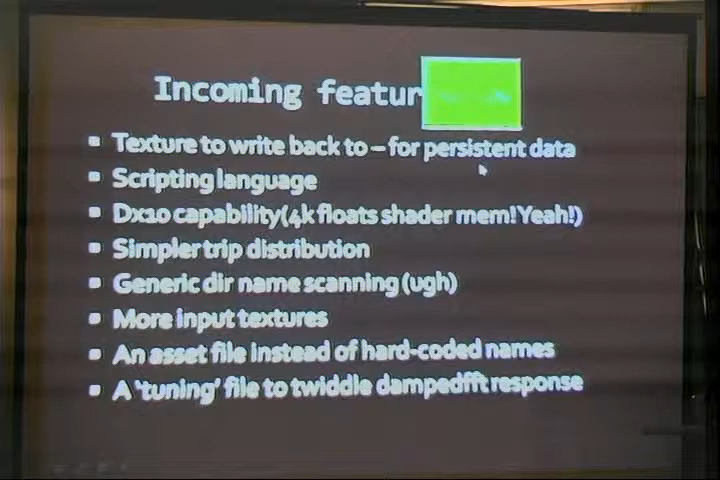 Incoming featur
▪ Texture to write back to – for persistent data
▪ Scripting language
▪ Dx10 capability(4k floats shader mem! Yeah!)
▪ Simpler trip distribution
▪ Generic dir name scanning (ugh)
▪ More input textures
▪ An asset file instead of hard-coded names
▪ A 'tuning' file to twiddle dampedfft response